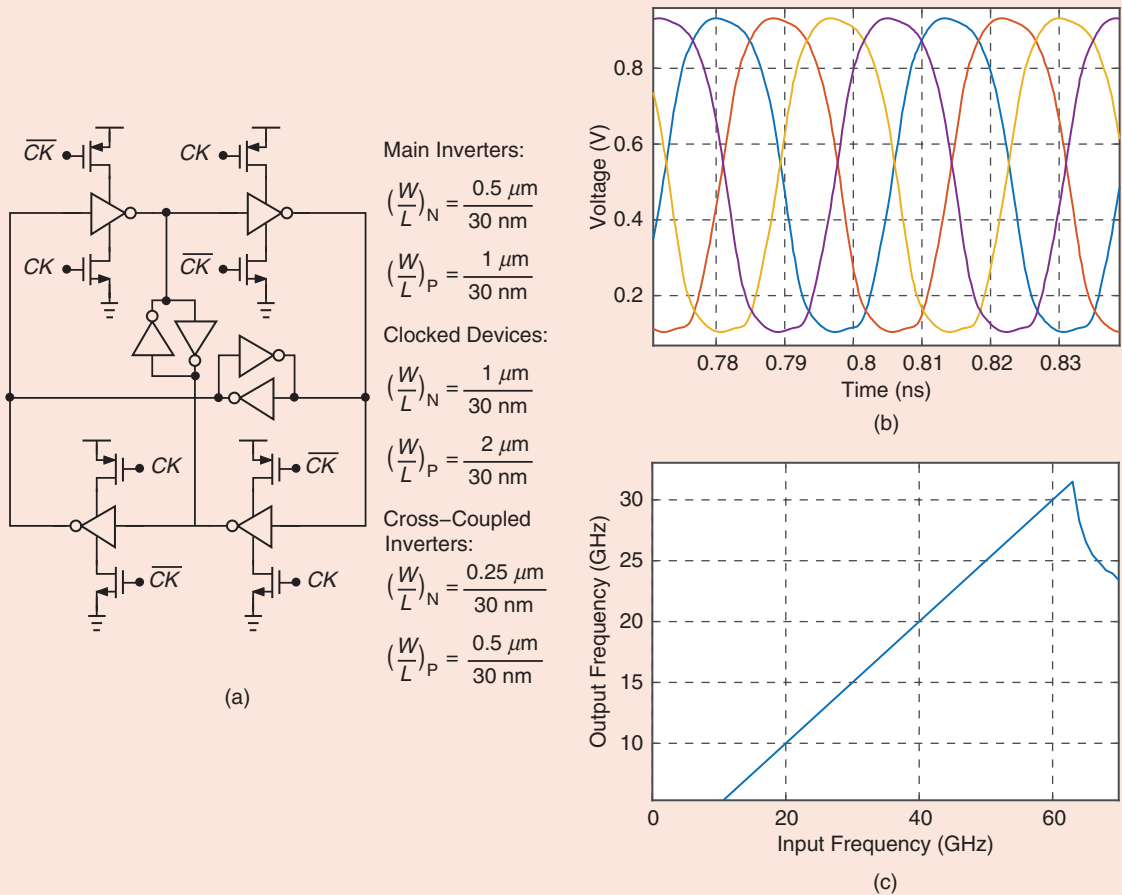 CK
CK
CK
CK
CK
CK
CK
CK
Main Inverters:
(W/L)N = 0.5 μm / 30 nm
(W/L)P = 1 μm / 30 nm
Clocked Devices:
(W/L)N = 1 μm / 30 nm
(W/L)P = 2 μm / 30 nm
Cross–Coupled
Inverters:
(W/L)N = 0.25 μm / 30 nm
(W/L)P = 0.5 μm / 30 nm
(a)
Voltage (V)
0.8
0.6
0.4
0.2
0.78 0.79 0.8 0.81 0.82 0.83
Time (ns)
(b)
Output Frequency (GHz)
30
25
20
15
10
0 20 40 60
Input Frequency (GHz)
(c)